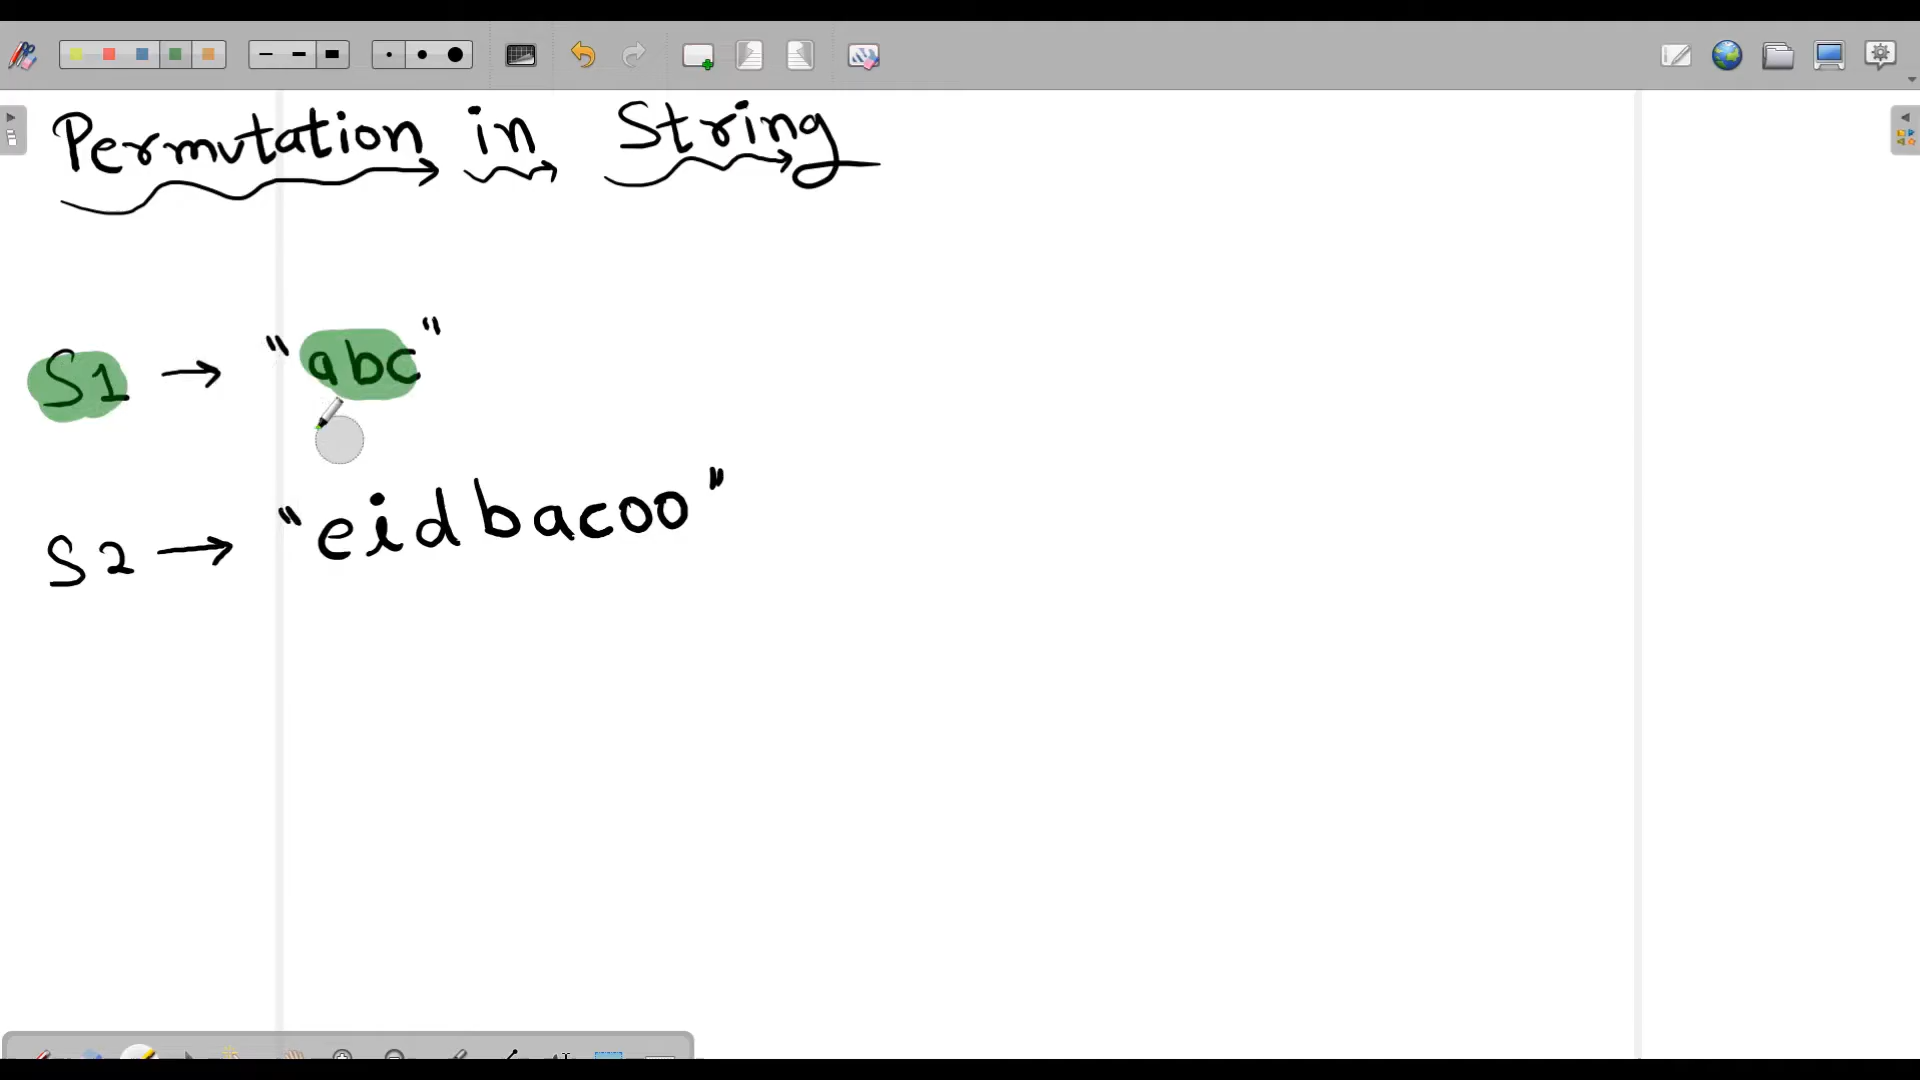 Permutation in String
S1 → "abc"
S2 → "eidbacoo"